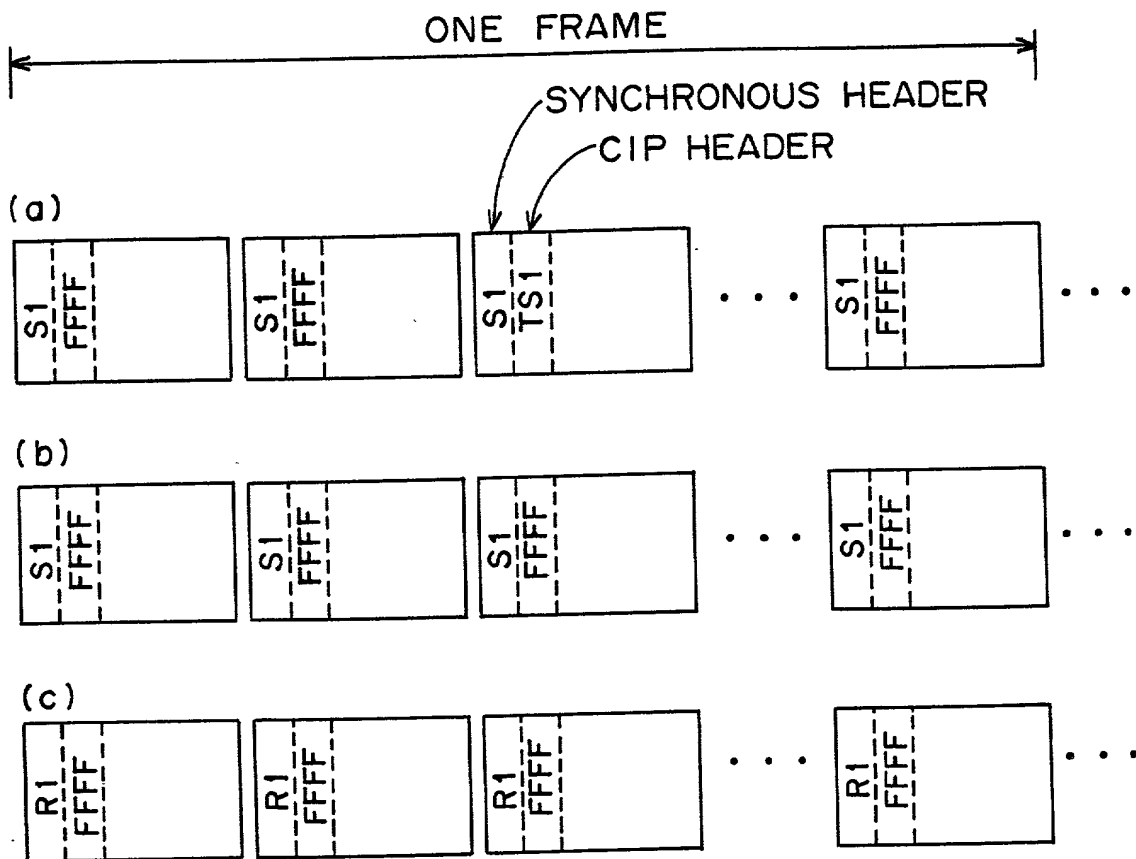 ONE FRAME
SYNCHRONOUS HEADER
CIP HEADER
(a)
S1 FFFF S1 FFFF S1 TS1 ... S1 FFFF ...
(b)
S1 FFFF S1 FFFF S1 FFFF ... S1 FFFF ...
(c)
R1 FFFF R1 FFFF R1 FFFF ... R1 FFFF ...